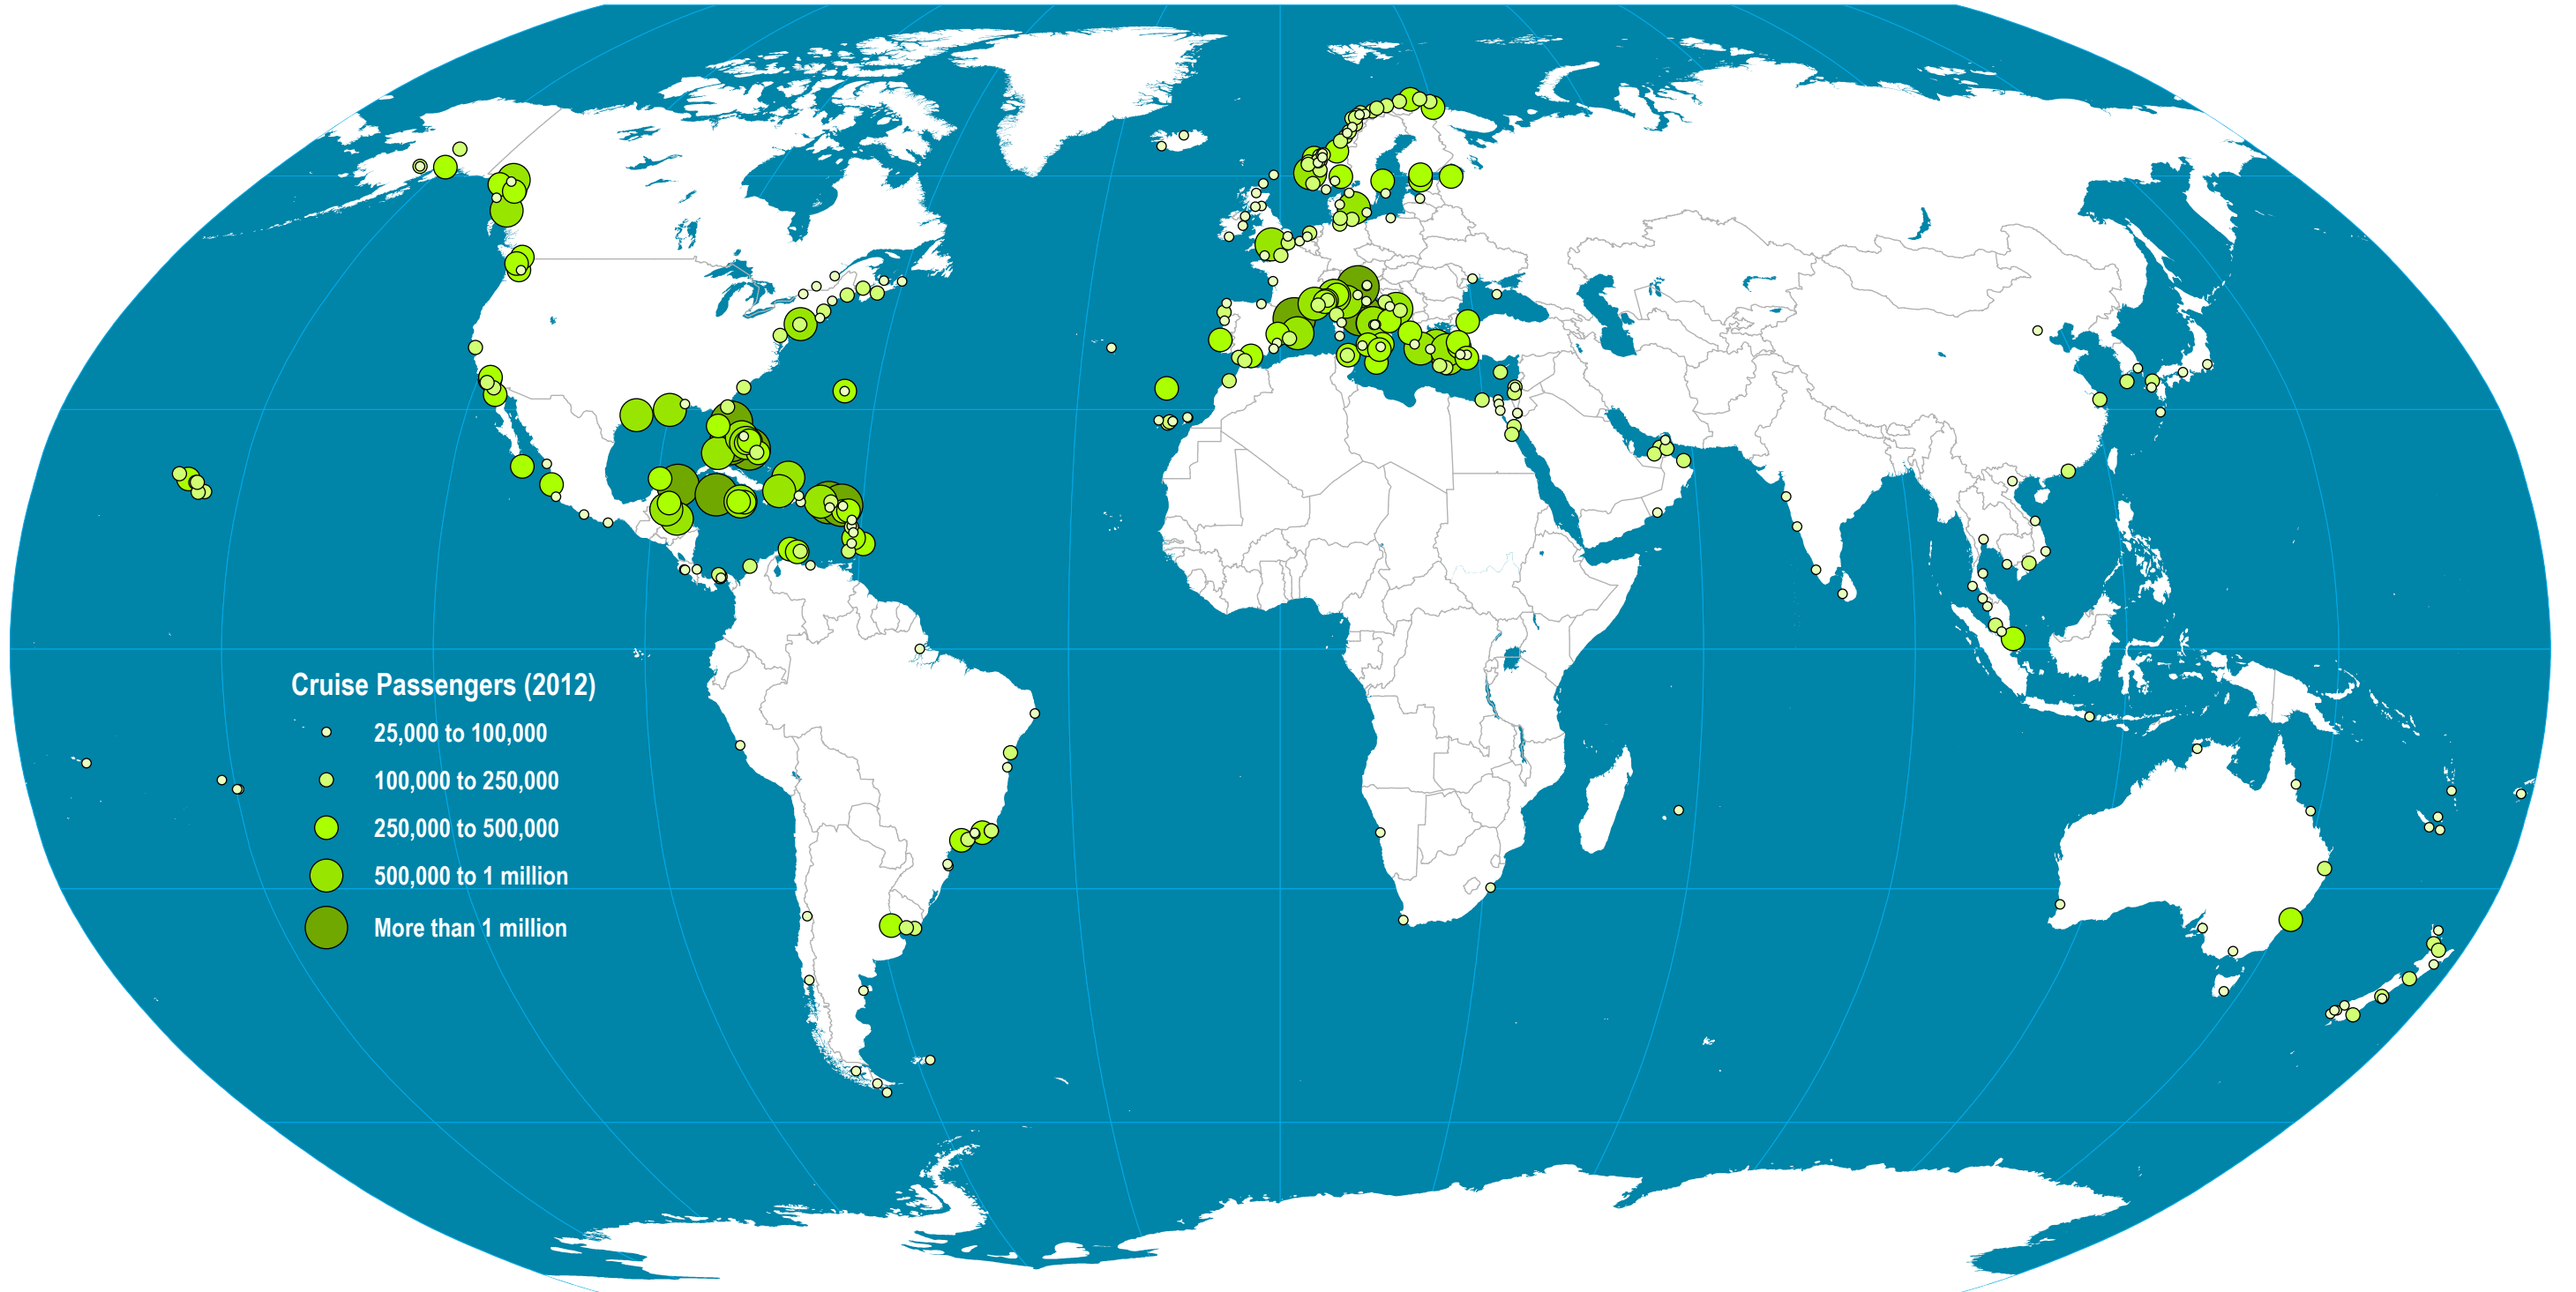 Cruise Passengers (2012)
25,000 to 100,000
100,000 to 250,000
250,000 to 500,000
500,000 to 1 million
More than 1 million